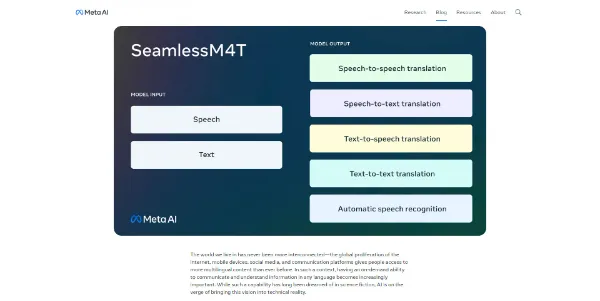 Meta AI
Research Blog Resources About
SeamlessM4T
MODEL INPUT
Speech
Text
MODEL OUTPUT
Speech-to-speech translation
Speech-to-text translation
Text-to-speech translation
Text-to-text translation
Automatic speech recognition
Meta AI
The world we live in has never been more interconnected—the global proliferation of the
internet, mobile devices, social media, and communication platforms gives people access to
more multilingual content than ever before. In such a context, having an on-demand ability
to communicate and understand information in any language becomes increasingly
important. While such a capability has long been dreamed of in science fiction, AI is on the
verge of bringing this vision into technical reality.